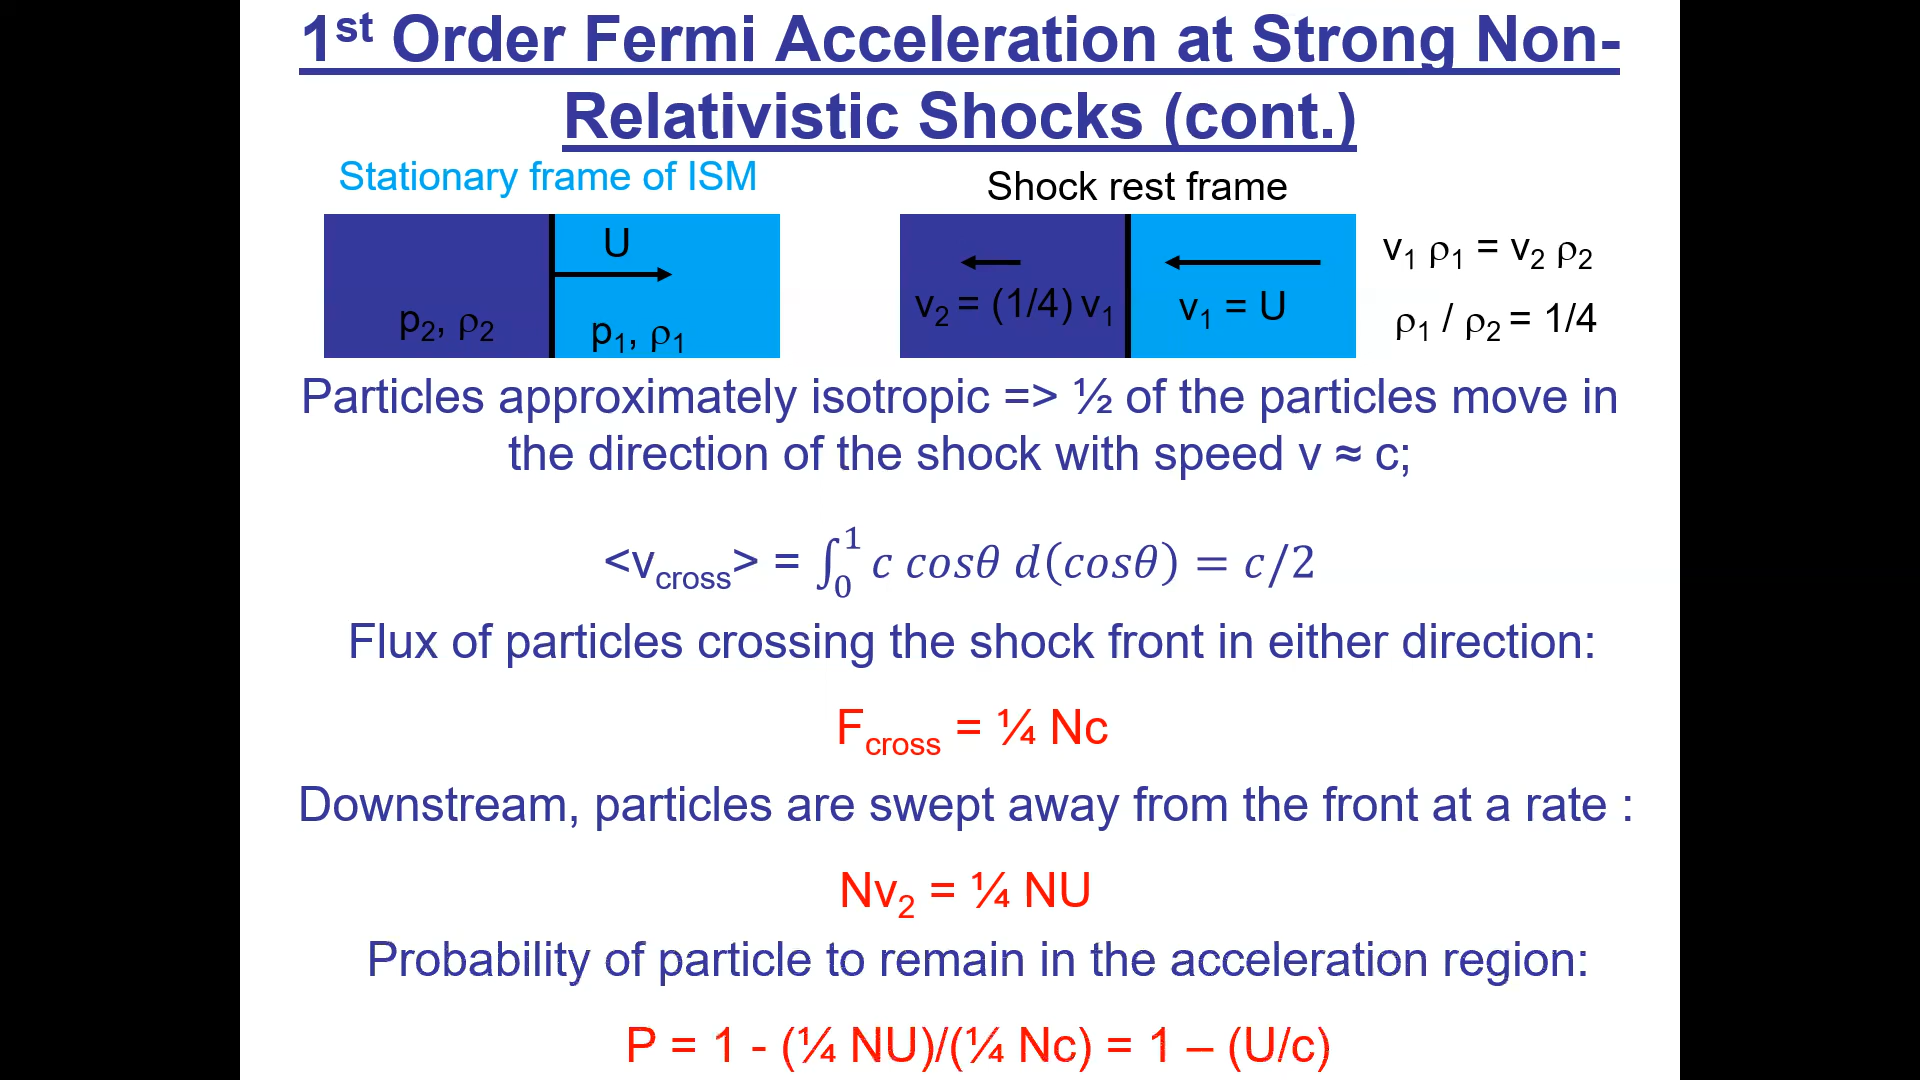 1st Order Fermi Acceleration at Strong Non-
Relativistic Shocks (cont.)
Stationary frame of ISM
Shock rest frame
U
p2, ρ2
p1, ρ1
v2 = (1/4) v1
v1 = U
v1 ρ1 = v2 ρ2
ρ1 / ρ2 = 1/4
Particles approximately isotropic => ½ of the particles move in
the direction of the shock with speed v ≈ c;
<vcross> = ∫₀¹ c cosθ d(cosθ) = c/2
Flux of particles crossing the shock front in either direction:
Fcross = ¼ Nc
Downstream, particles are swept away from the front at a rate :
Nv2 = ¼ NU
Probability of particle to remain in the acceleration region:
P = 1 - (¼ NU)/(¼ Nc) = 1 – (U/c)